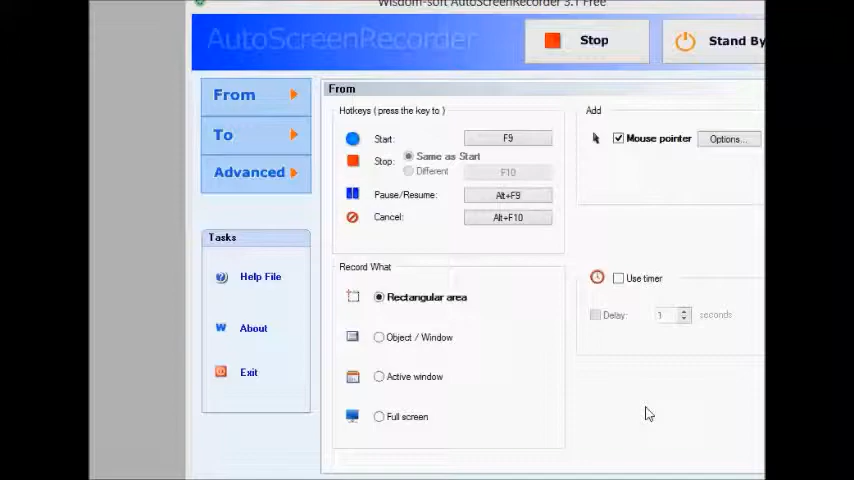 Wisdom-soft AutoScreenRecorder 3.1 Free
AutoScreenRecorder
Stop
Stand By
From
To
Advanced
From
Hotkeys ( press the key to )
Start:
F9
Stop:
Same as Start
Different
F10
Pause/Resume:
Alt+F9
Cancel:
Alt+F10
Add
Mouse pointer
Options...
Tasks
Help File
W
About
Exit
Record What
Rectangular area
Object / Window
Active window
Full screen
Use timer
Delay:
seconds